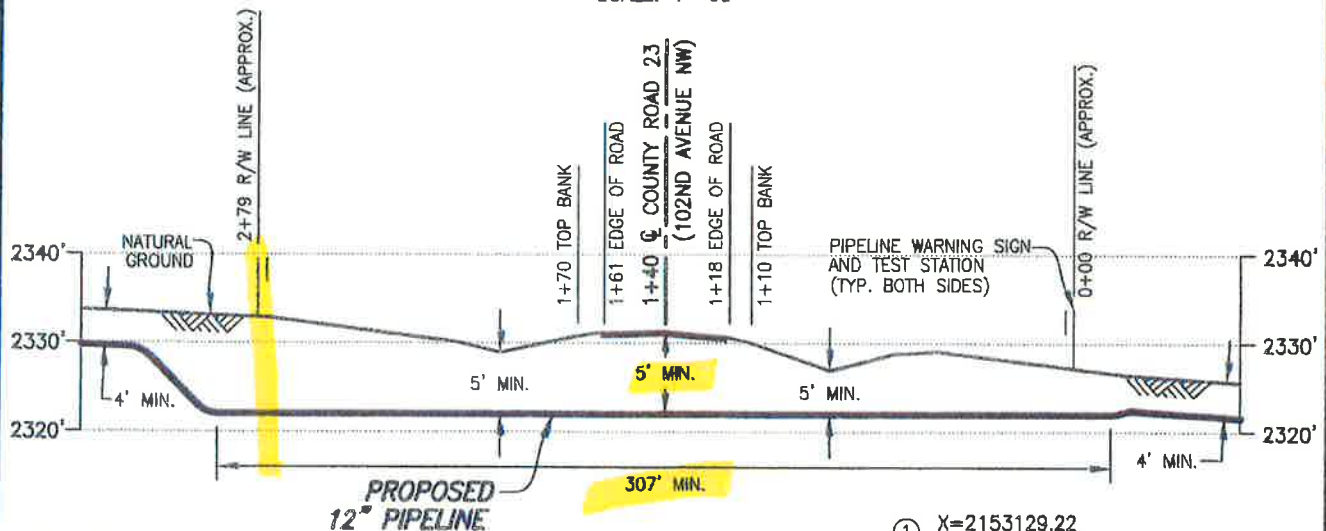 2+79 R/W LINE (APPROX.)
1+70 TOP BANK
1+61 EDGE OF ROAD
1+40 ℄ COUNTY ROAD 23
(102ND AVENUE NW)
1+18 EDGE OF ROAD
1+10 TOP BANK
0+00 R/W LINE (APPROX.)
NATURAL
GROUND
PIPELINE WARNING SIGN
AND TEST STATION
(TYP. BOTH SIDES)
2340'
2340'
2330'
2330'
2320'
2320'
4' MIN.
5' MIN.
5' MIN.
5' MIN.
4' MIN.
307' MIN.
PROPOSED
12" PIPELINE
1 X=2153129.22